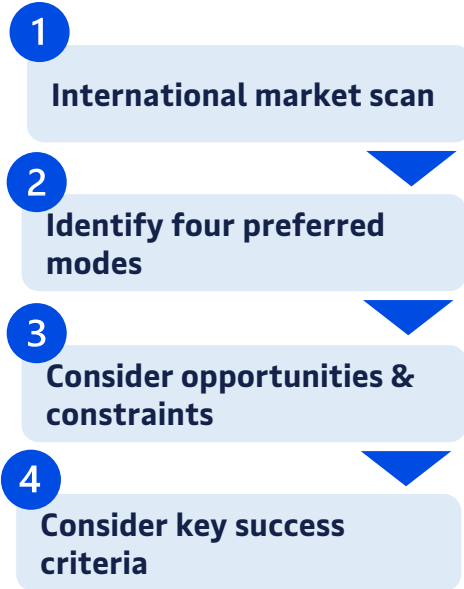 1
International market scan
2
Identify four preferred
modes
3
Consider opportunities &
constraints
4
Consider key success
criteria